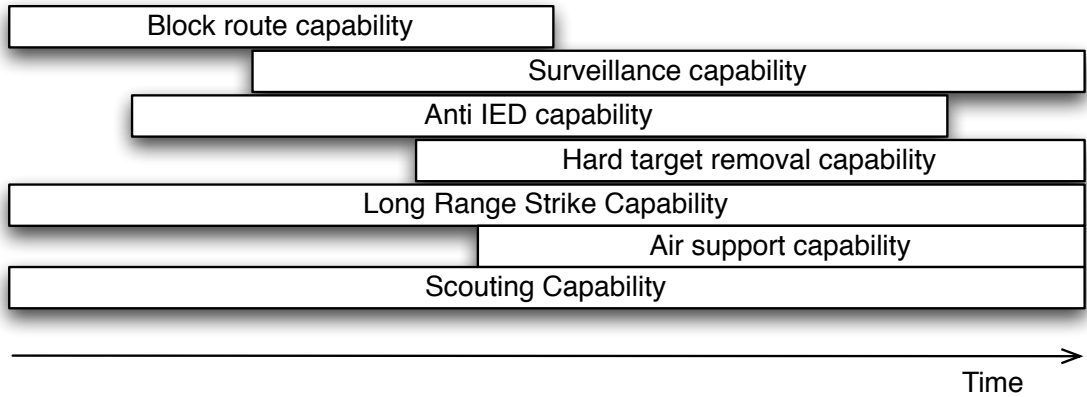 Block route capability
Surveillance capability
Anti IED capability
Hard target removal capability
Long Range Strike Capability
Air support capability
Scouting Capability
Time